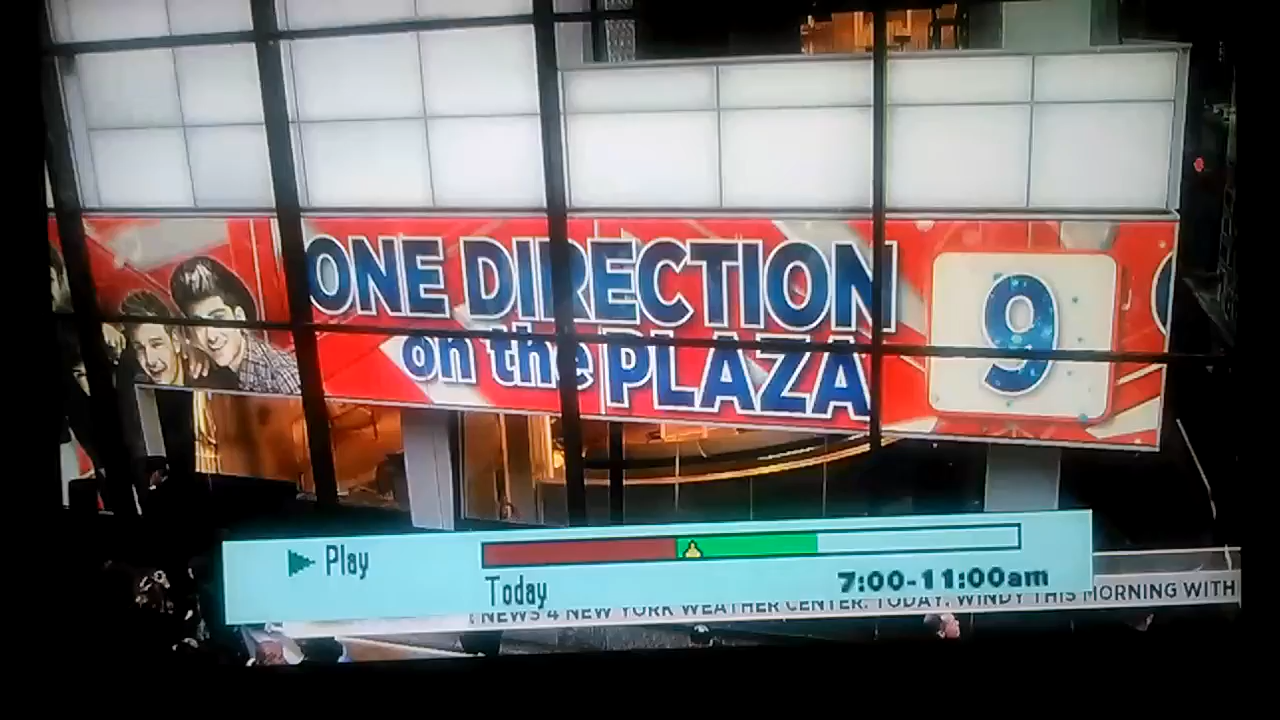 ONE DIRECTION
on the PLAZA
9
Play
Today
7:00-11:00am
NEWS 4 NEW YORK WEATHER CENTER. TODAY, WINDY THIS MORNING WITH